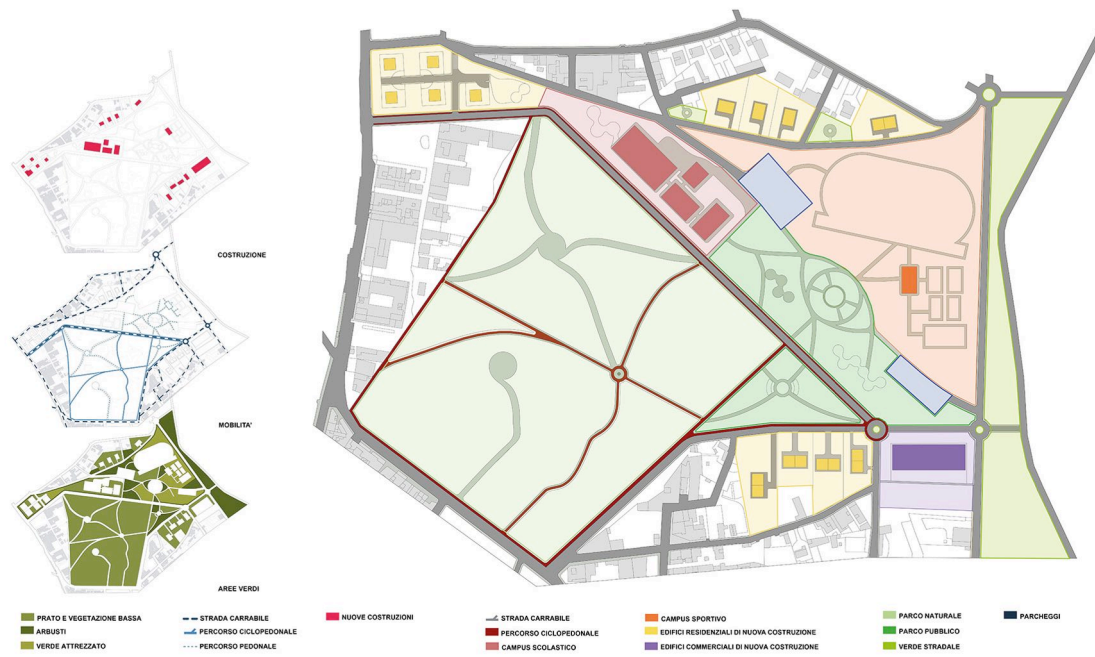 COSTRUZIONE
MOBILITA'
AREE VERDI
PRATO E VEGETAZIONE BASSA
ARBUSTI
VERDE ATTREZZATO
STRADA CARRABILE
PERCORSO CICLOPEDONALE
PERCORSO PEDONALE
NUOVE COSTRUZIONI
STRADA CARRABILE
PERCORSO CICLOPEDONALE
CAMPUS SCOLASTICO
CAMPUS SPORTIVO
EDIFICI RESIDENZIALI DI NUOVA COSTRUZIONE
EDIFICI COMMERCIALI DI NUOVA COSTRUZIONE
PARCO NATURALE
PARCO PUBBLICO
VERDE STRADALE
PARCHEGGI